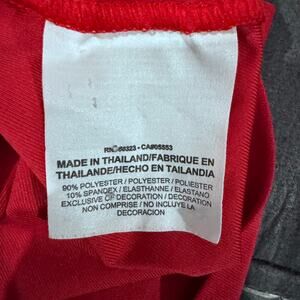 RN#88323 - CA#05553
MADE IN THAILAND/FABRIQUE EN
THAILANDE/HECHO EN TAILANDIA
90% POLYESTER / POLYESTER / POLIESTER
10% SPANDEX / ELASTHANNE / ELASTANO
EXCLUSIVE OF DECORATION / DECORATION
NON COMPRISE / NO INCLUYE LA
DECORACION